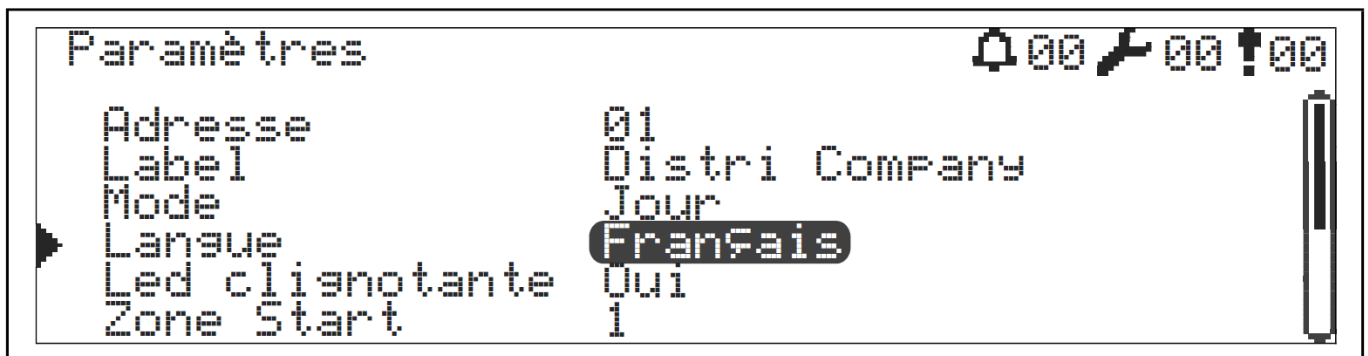 Paramètres 00 00 00
Adresse 01
Label Distri Company
Mode Jour
Langue Français
Led clignotante Oui
Zone Start 1